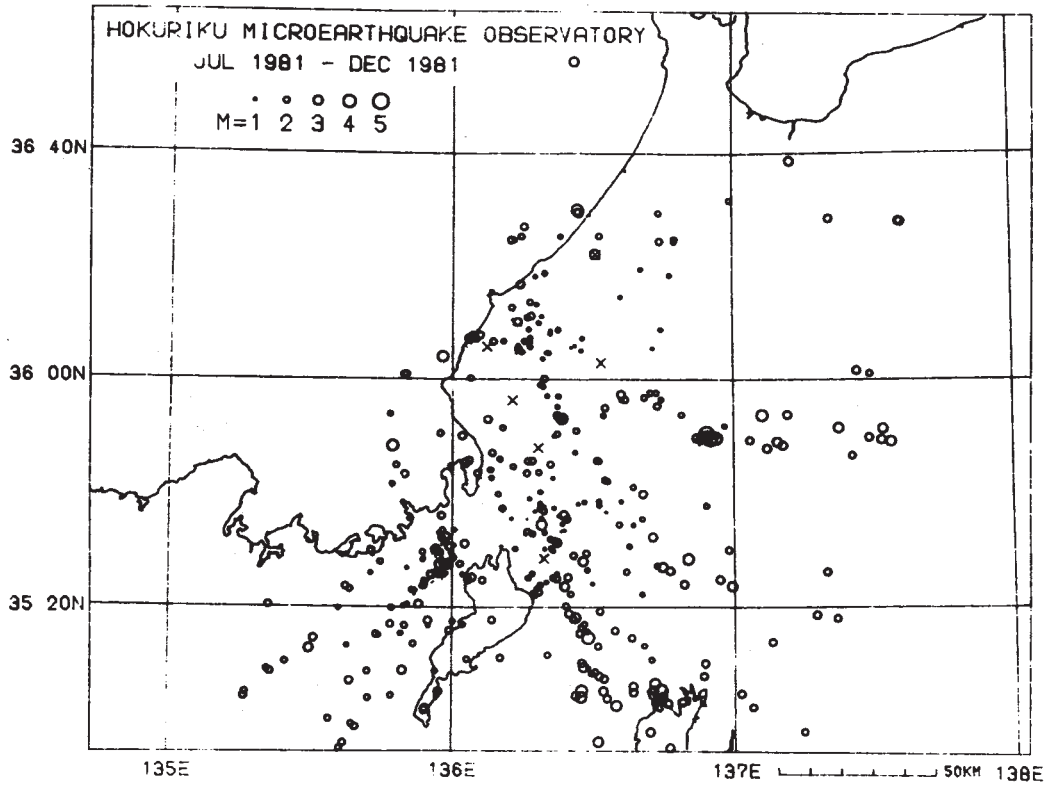 HOKURIKU MICROEARTHQUAKE OBSERVATORY
JUL 1981 - DEC 1981
M=1 2 3 4 5
36 40N
36 00N
35 20N
135E
136E
137E
50KM
138E